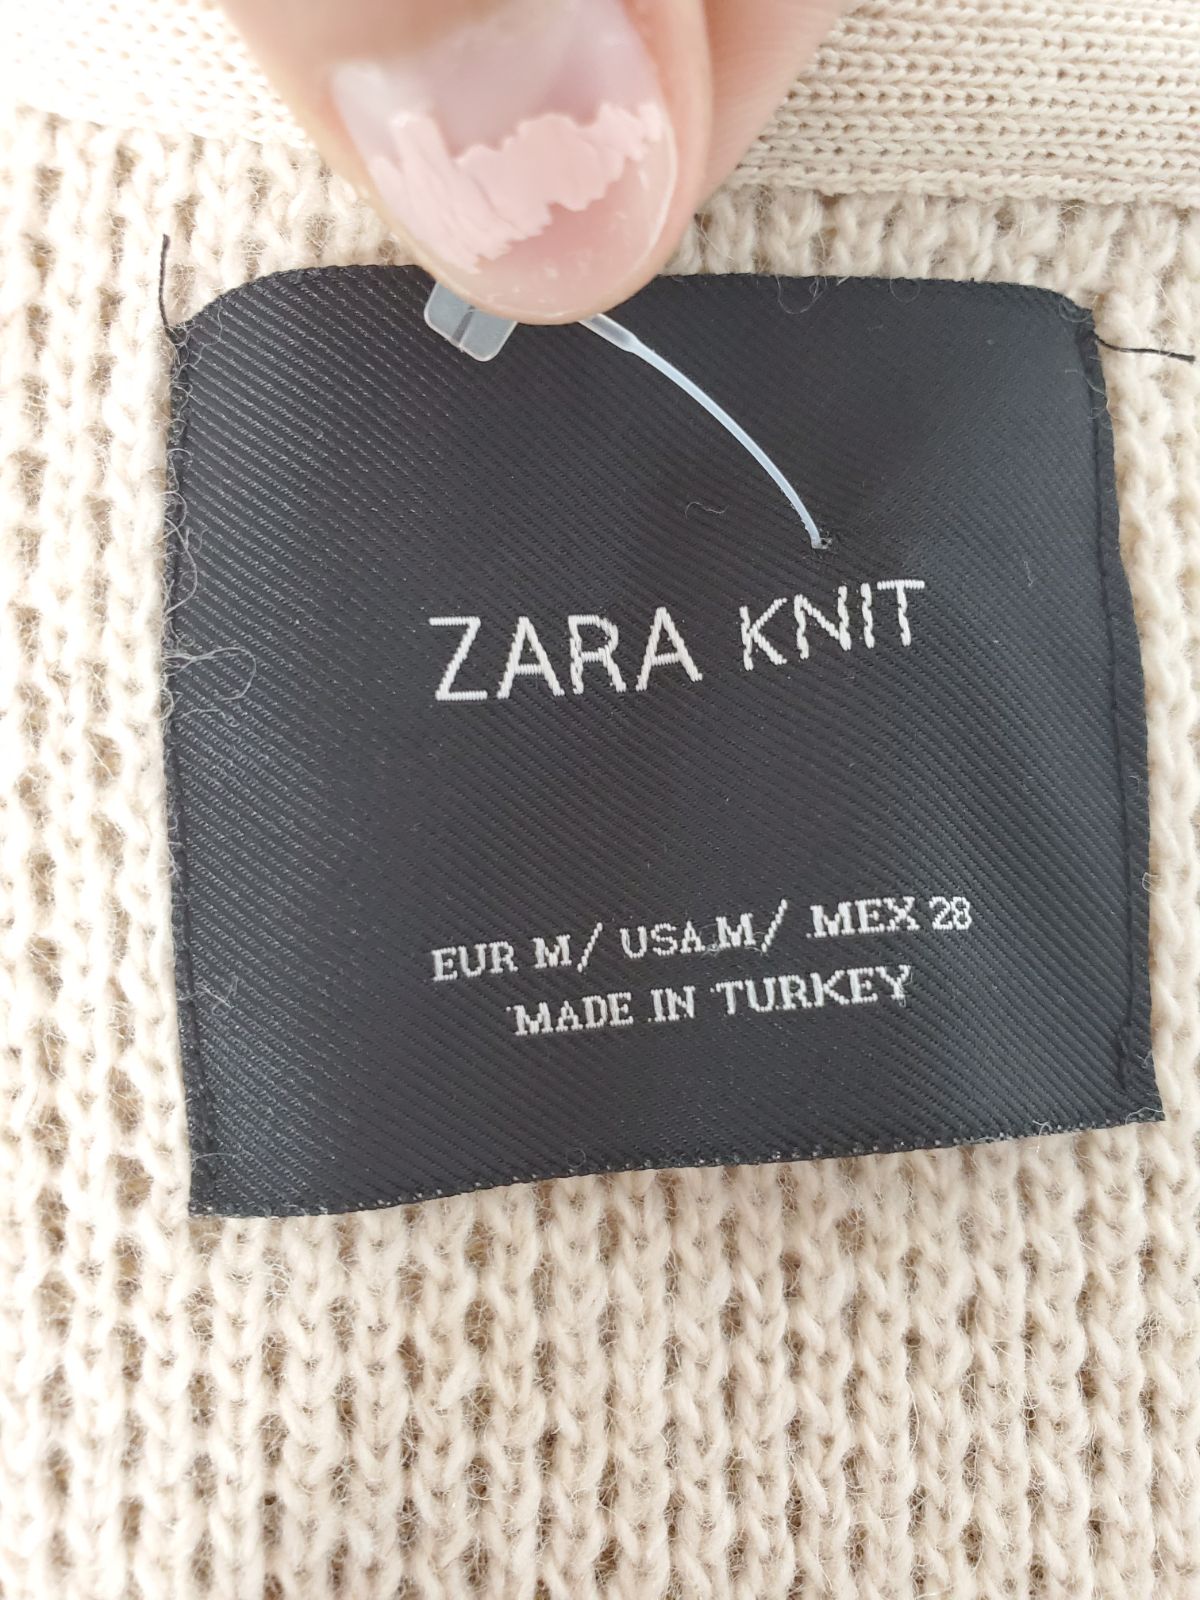 ZARA KNIT
EUR M/ USA M/ MEX 28
MADE IN TURKEY